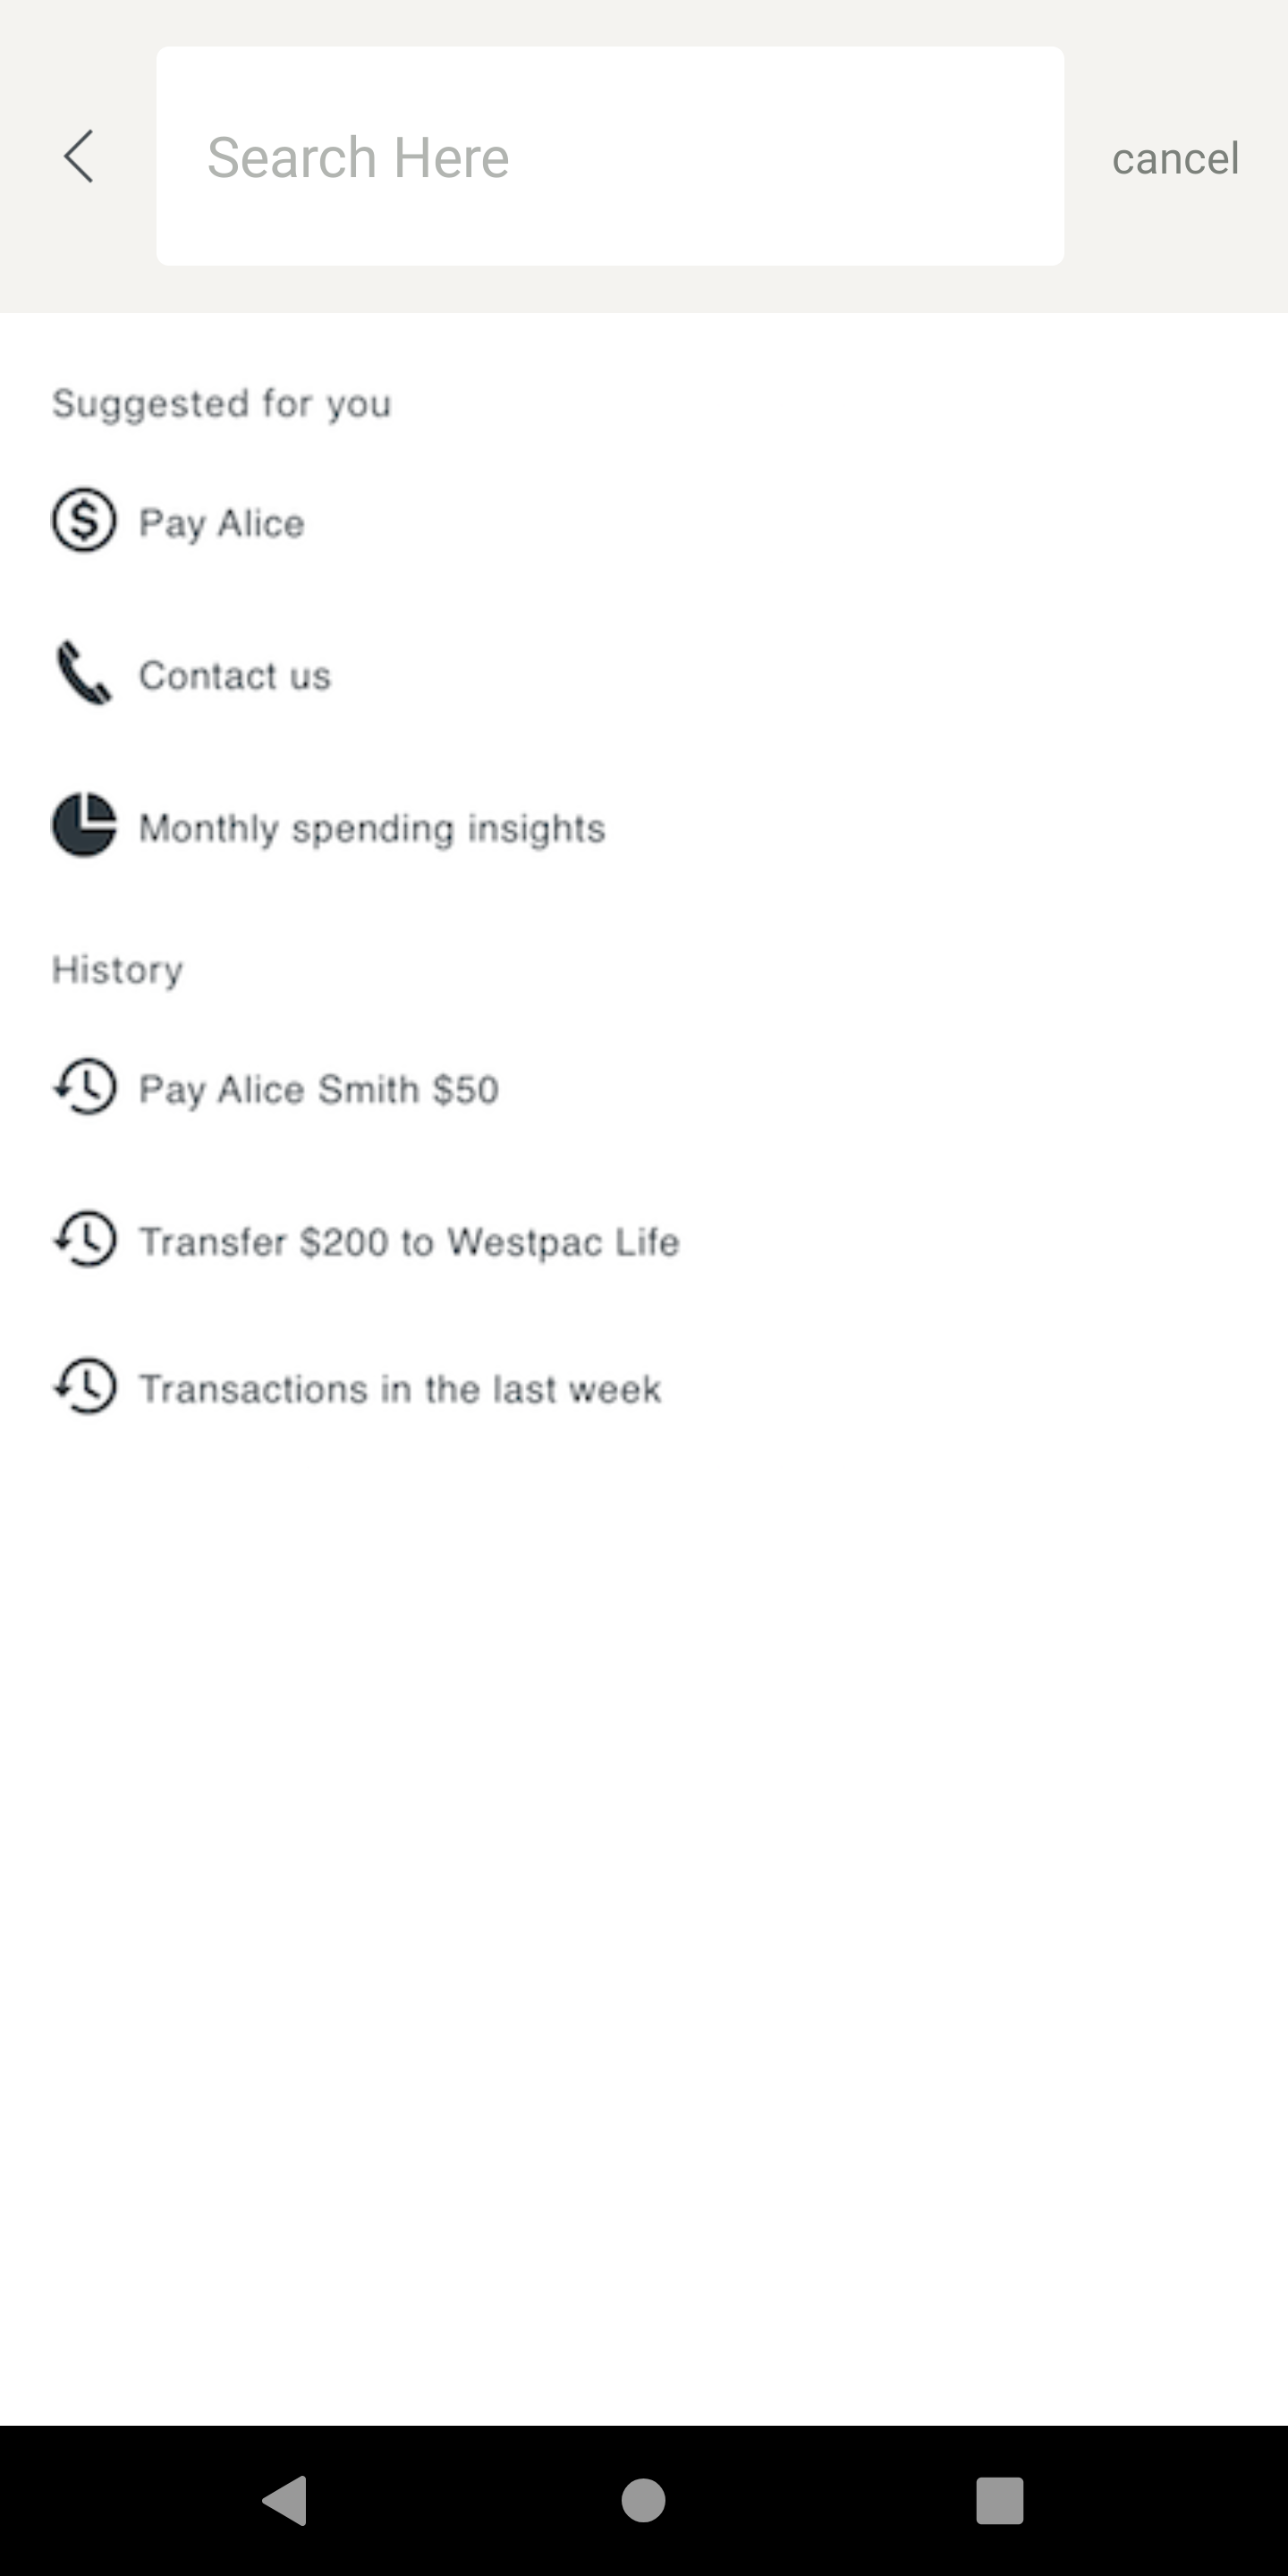 Search Here
cancel
Suggested for you
Pay Alice
Contact us
Monthly spending insights
History
Pay Alice Smith $50
Transfer $200 to Westpac Life
Transactions in the last week